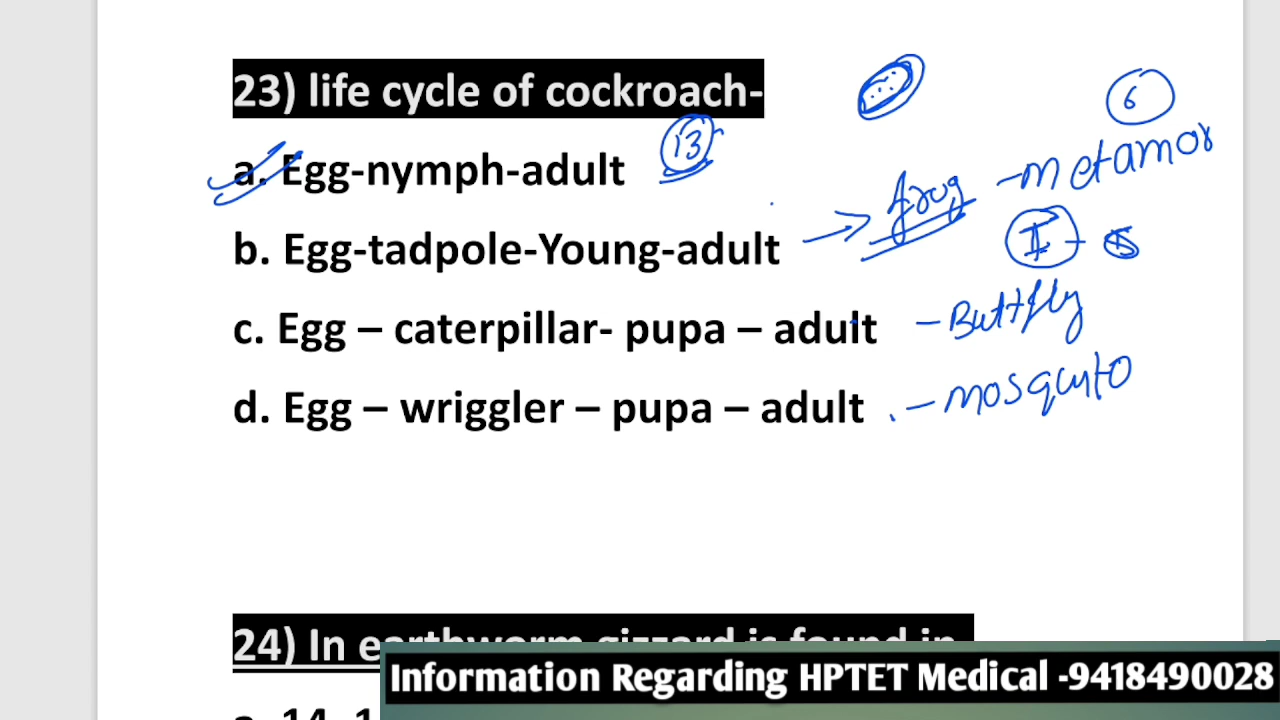 23) life cycle of cockroach-
6
a. Egg-nymph-adult 13
frog - metamor
b. Egg-tadpole-Young-adult
I -
c. Egg – caterpillar- pupa – adult - Buttfly
d. Egg – wriggler – pupa – adult - mosquito
24) In earthworm gizzard is found in
Information Regarding HPTET Medical -9418490028